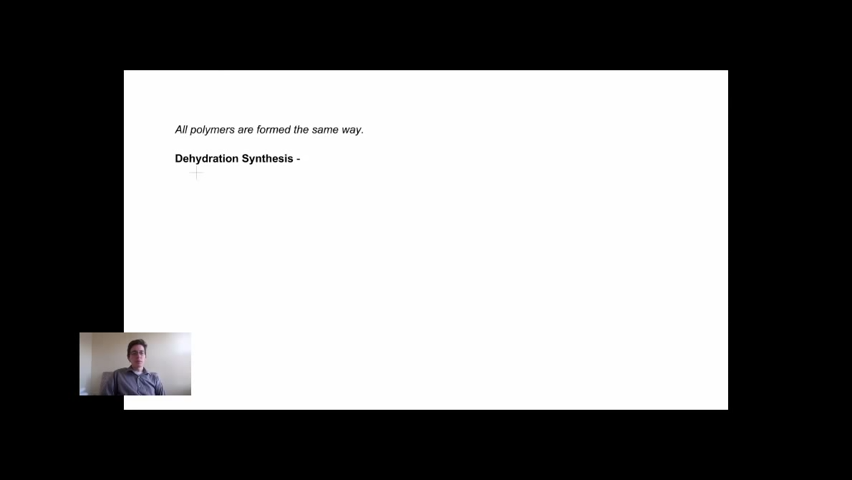 All polymers are formed the same way.
Dehydration Synthesis -